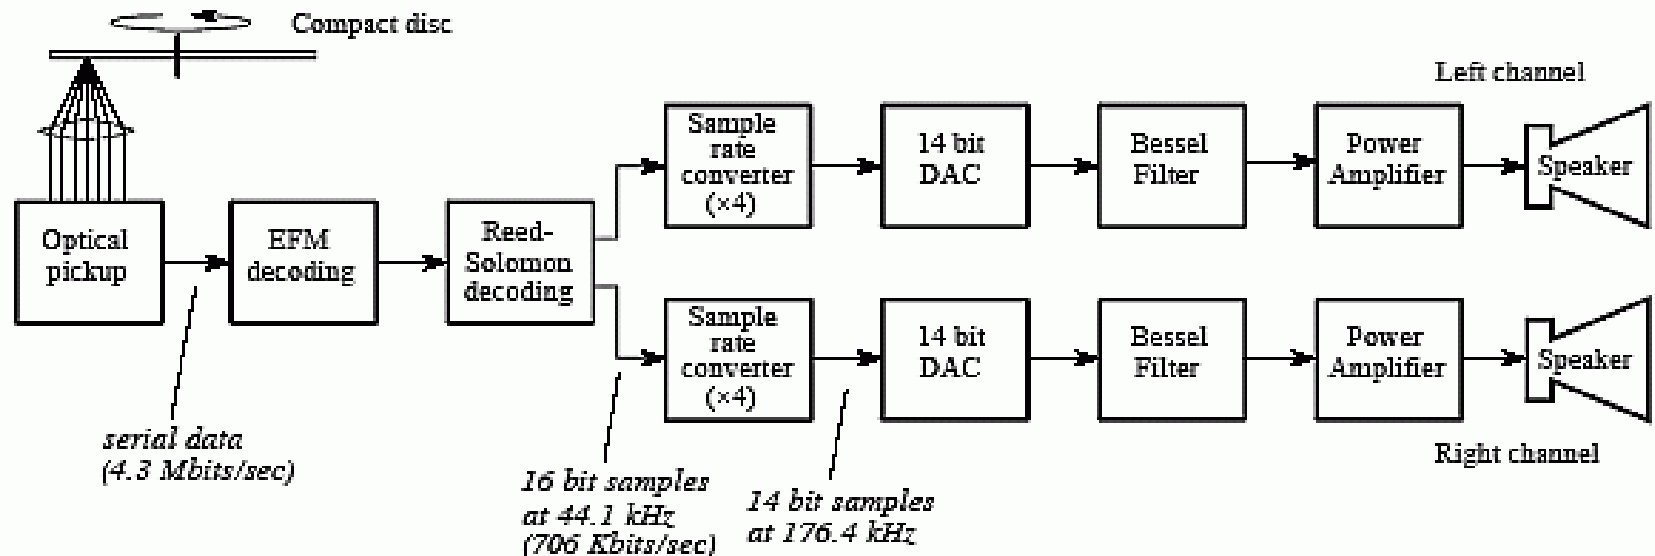 Compact disc
Left channel
Sample
rate
converter
(×4)
14 bit
DAC
Bessel
Filter
Power
Amplifier
Speaker
Optical
pickup
EFM
decoding
Reed-
Solomon
decoding
Sample
rate
converter
(×4)
14 bit
DAC
Bessel
Filter
Power
Amplifier
Speaker
Right channel
serial data
(4.3 Mbits/sec)
16 bit samples
at 44.1 kHz
(706 Kbits/sec)
14 bit samples
at 176.4 kHz